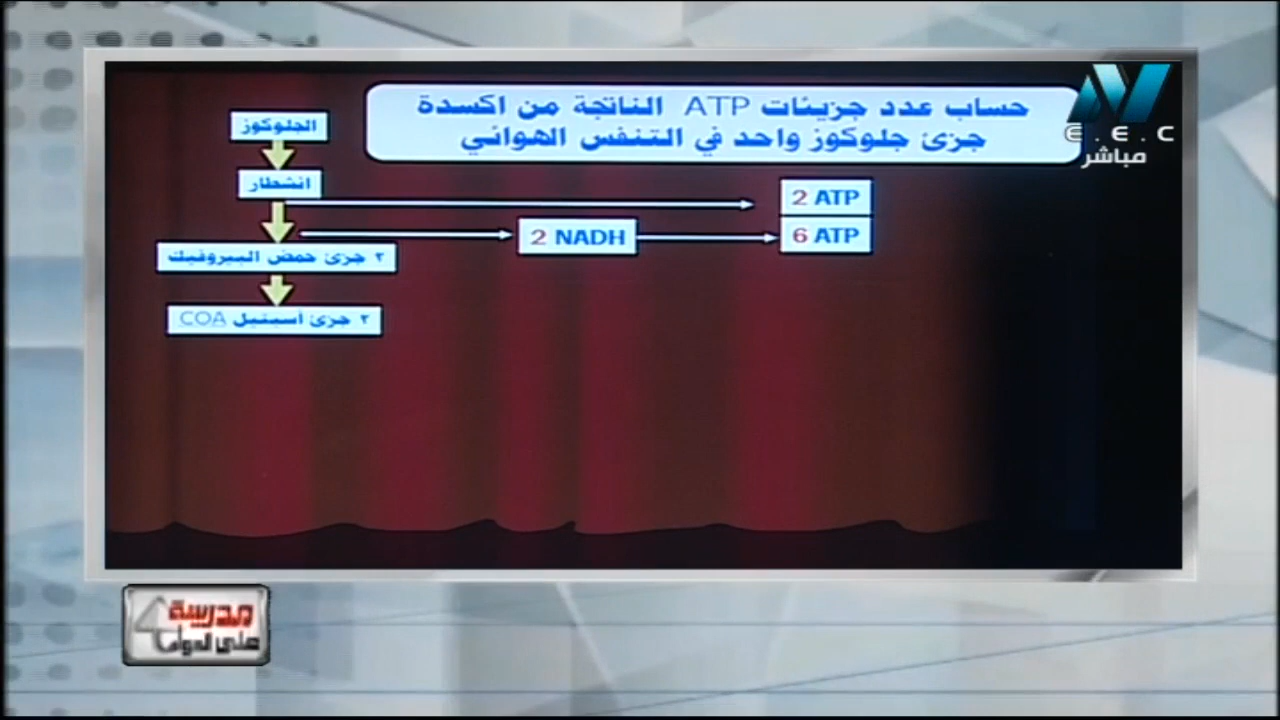 حساب عدد جزيئات ATP الناتجة من اكسدة
جزئ جلوكوز واحد في التنفس الهوائي
E.E.C
مباشر
الجلوكوز
انشطار
2 ATP
2 NADH
6 ATP
٢ جزئ حمض البيروفيك
٢ جزئ أسيتيل COA
مدرسة
على الهواء